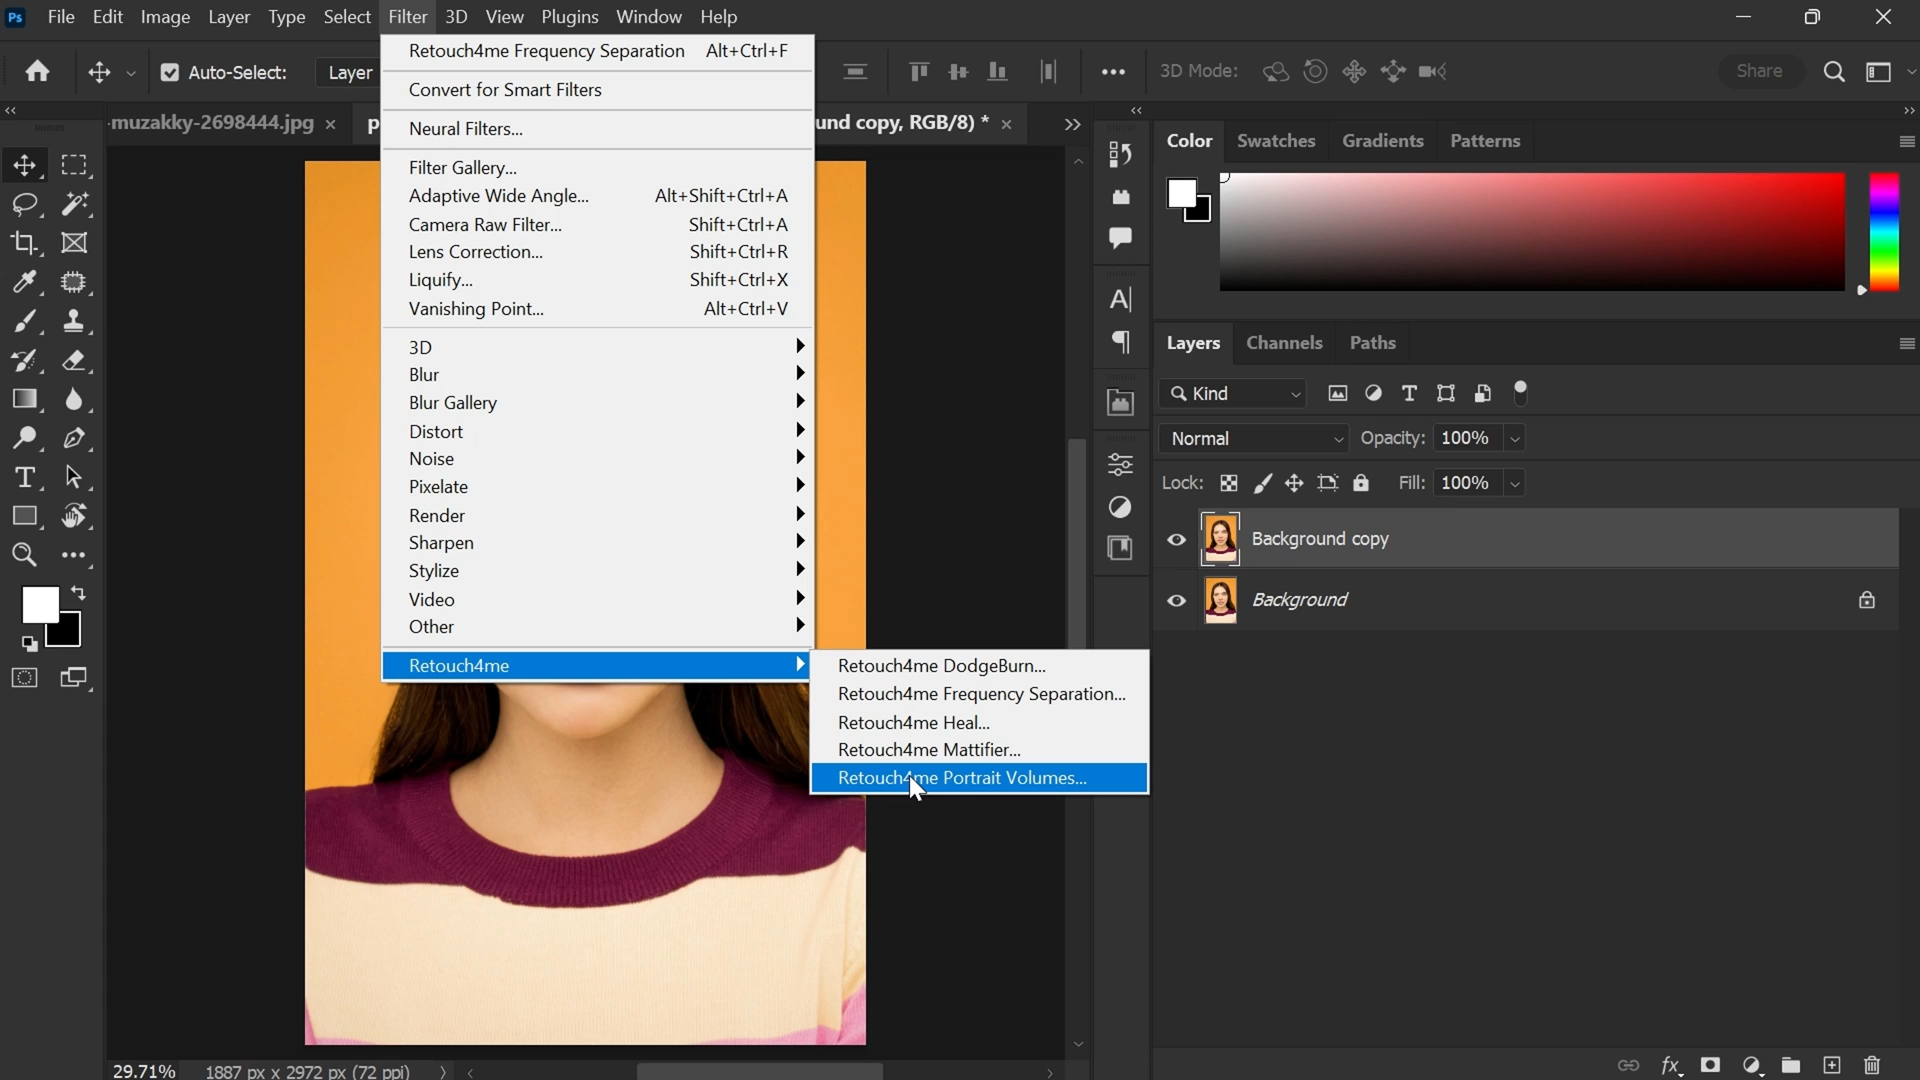 Ps File Edit Image Layer Type Select Filter 3D View Plugins Window Help
Auto-Select: Layer
3D Mode:
Share
-muzakky-2698444.jpg ×
p
und copy, RGB/8) * ×
Retouch4me Frequency Separation Alt+Ctrl+F
Convert for Smart Filters
Neural Filters...
Filter Gallery...
Adaptive Wide Angle... Alt+Shift+Ctrl+A
Camera Raw Filter... Shift+Ctrl+A
Lens Correction... Shift+Ctrl+R
Liquify... Shift+Ctrl+X
Vanishing Point... Alt+Ctrl+V
3D
Blur
Blur Gallery
Distort
Noise
Pixelate
Render
Sharpen
Stylize
Video
Other
Retouch4me
Retouch4me DodgeBurn...
Retouch4me Frequency Separation...
Retouch4me Heal...
Retouch4me Mattifier...
Retouch4me Portrait Volumes...
Color Swatches Gradients Patterns
Layers Channels Paths
Kind
Normal Opacity: 100%
Lock: Fill: 100%
Background copy
Background
fx
29.71% 1887 px x 2972 px (72 ppi)